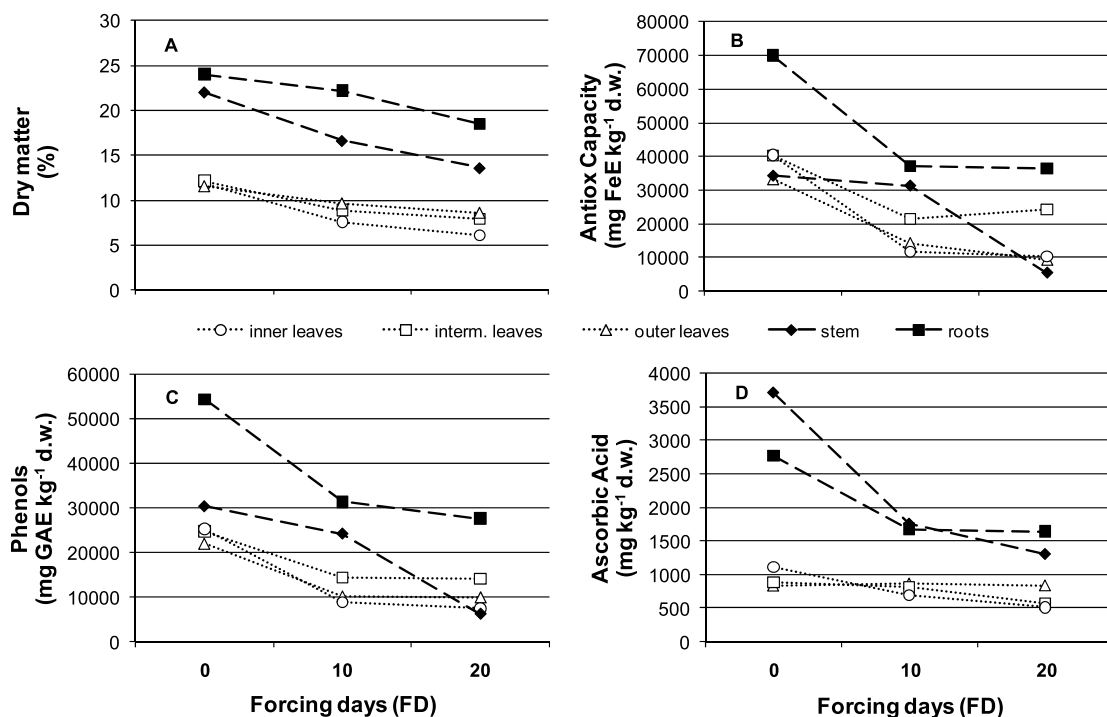 A
Dry matter
(%)
30
25
20
15
10
5
0
B
Antiox Capacity
(mg FeE kg⁻¹ d.w.)
80000
70000
60000
50000
40000
30000
20000
10000
0
inner leaves
interm. leaves
outer leaves
stem
roots
C
Phenols
(mg GAE kg⁻¹ d.w.)
60000
50000
40000
30000
20000
10000
0
0 10 20
Forcing days (FD)
D
Ascorbic Acid
(mg kg⁻¹ d.w.)
4000
3500
3000
2500
2000
1500
1000
500
0
0 10 20
Forcing days (FD)